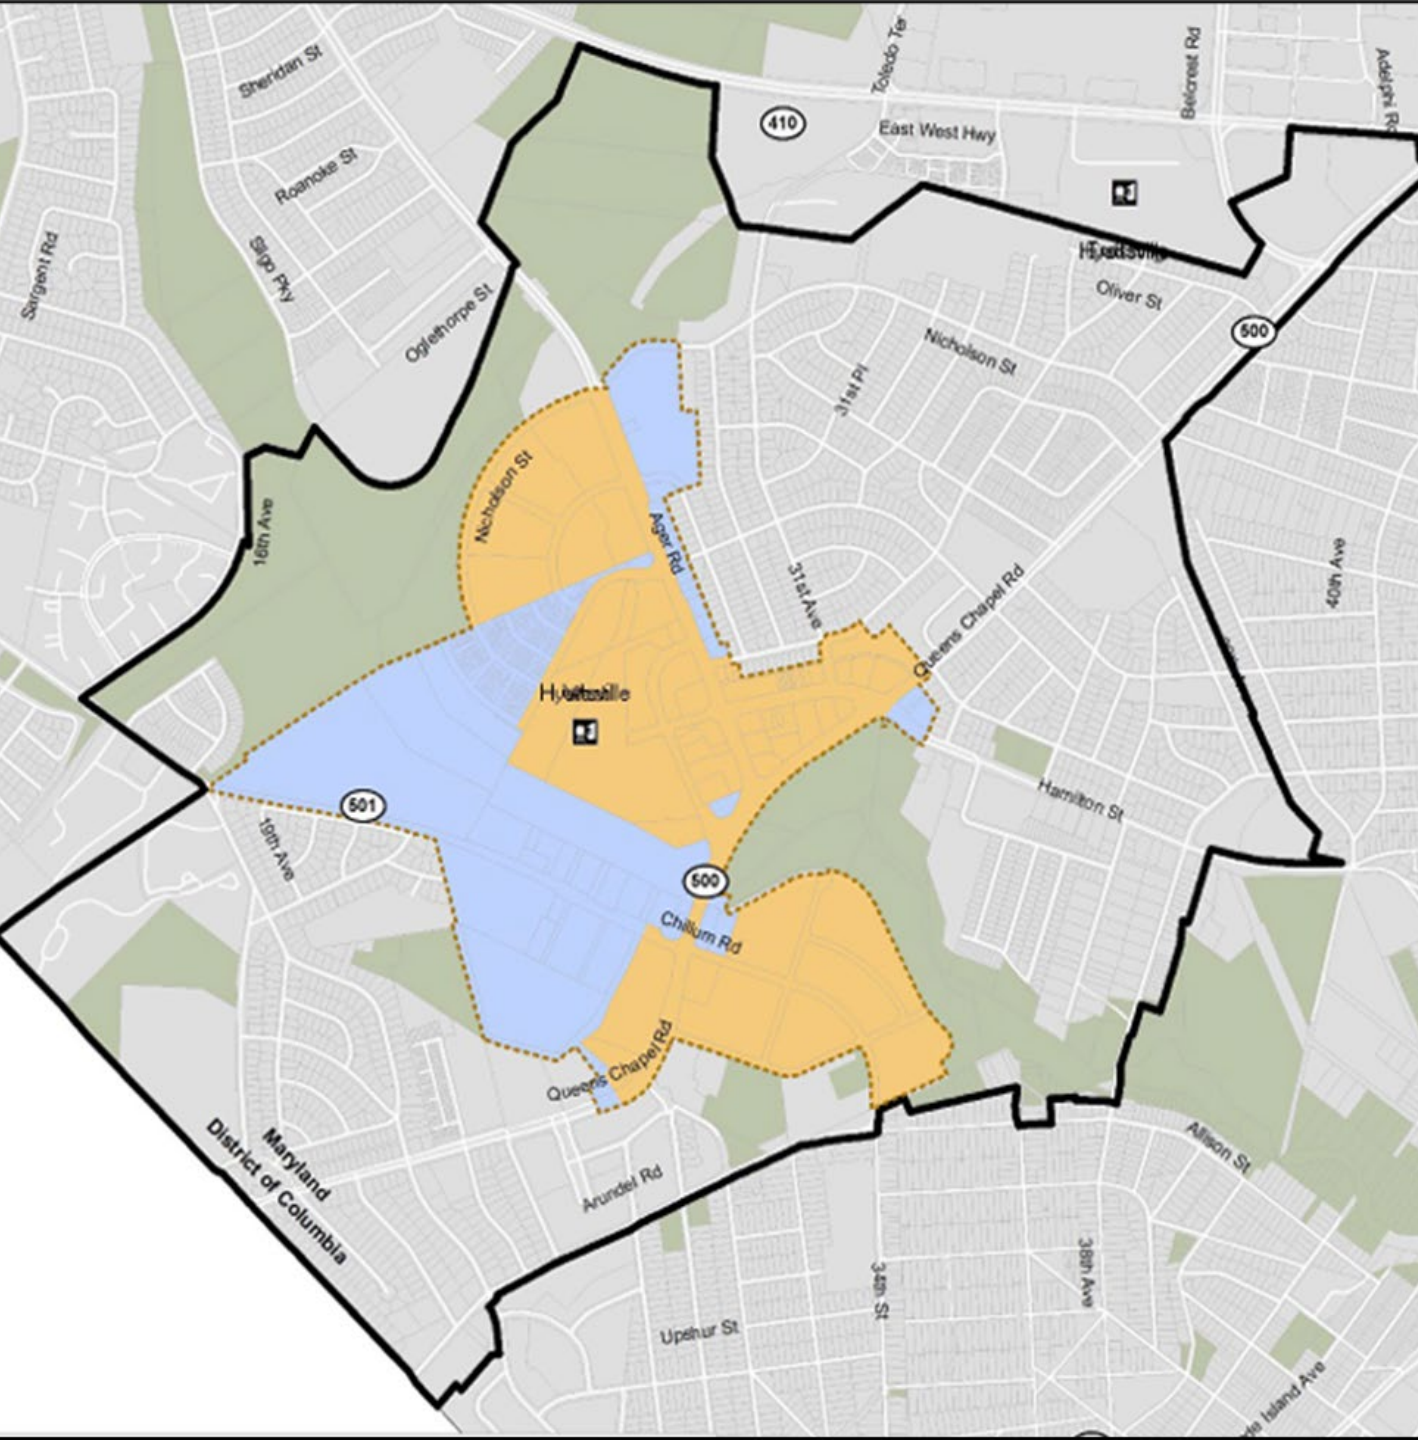 Sheridan St
Toledo Ter
Belcrest Rd
Adelphi Rd
410
East West Hwy
Roanoke St
Sargent Rd
Sligo Pky
Oglethorpe St
Oliver St
500
Nicholson St
31st Pl
Nicholson St
16th Ave
Ager Rd
31st Ave
40th Ave
Queens Chapel Rd
501
Hamilton St
19th Ave
500
Chillum Rd
Queens Chapel Rd
Maryland
District of Columbia
Arundel Rd
Allison St
34th St
38th Ave
Upshur St
Island Ave